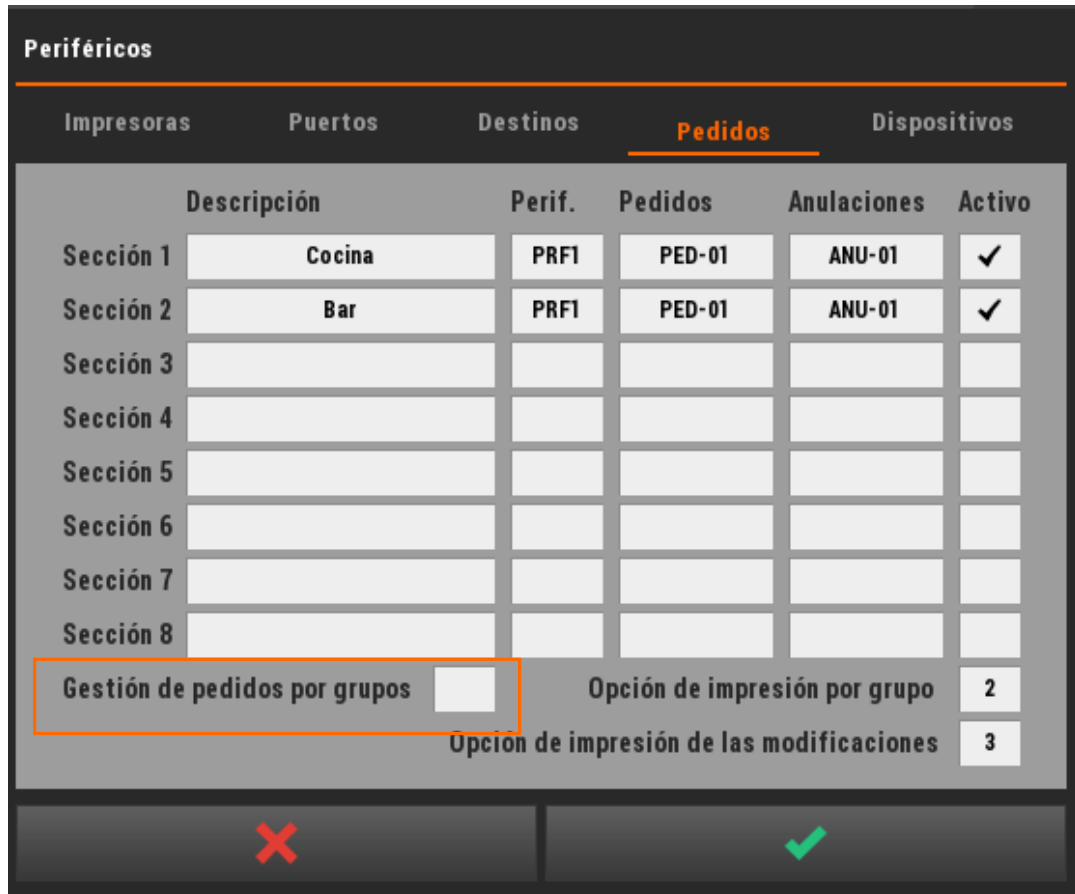 Periféricos
Impresoras Puertos Destinos Pedidos Dispositivos
Descripción Perif. Pedidos Anulaciones Activo
Sección 1 Cocina PRF1 PED-01 ANU-01 ✓
Sección 2 Bar PRF1 PED-01 ANU-01 ✓
Sección 3
Sección 4
Sección 5
Sección 6
Sección 7
Sección 8
Gestión de pedidos por grupos Opción de impresión por grupo 2
Opción de impresión de las modificaciones 3